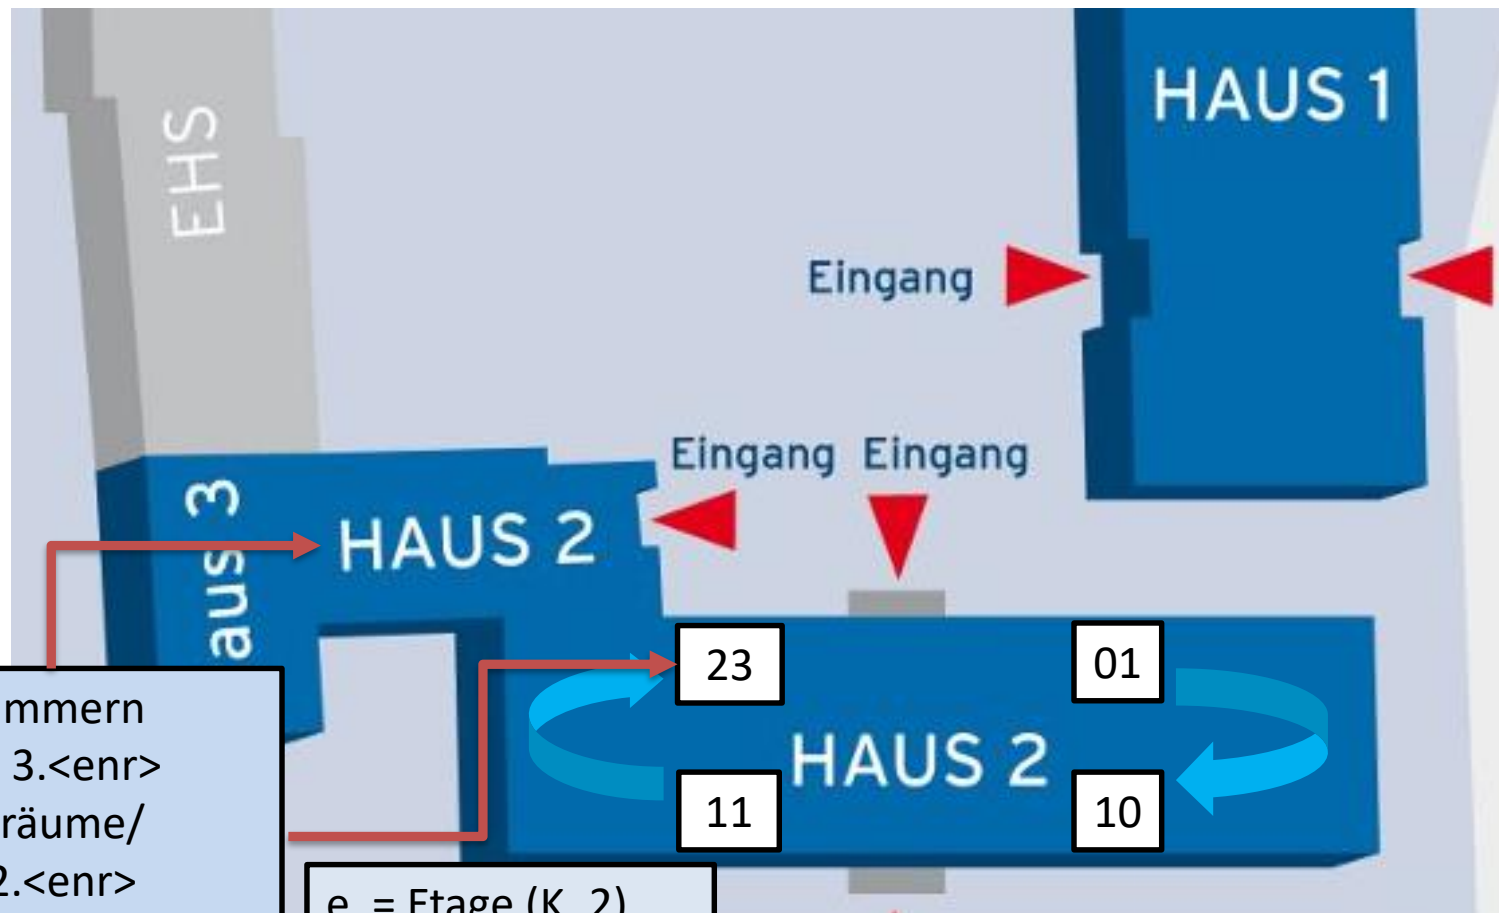 EHS
HAUS 1
Eingang
Eingang Eingang
aus 3
HAUS 2
23
01
HAUS 2
11
10
3.<enr>
räume/
2.<enr>
e = Etage (K, 2)